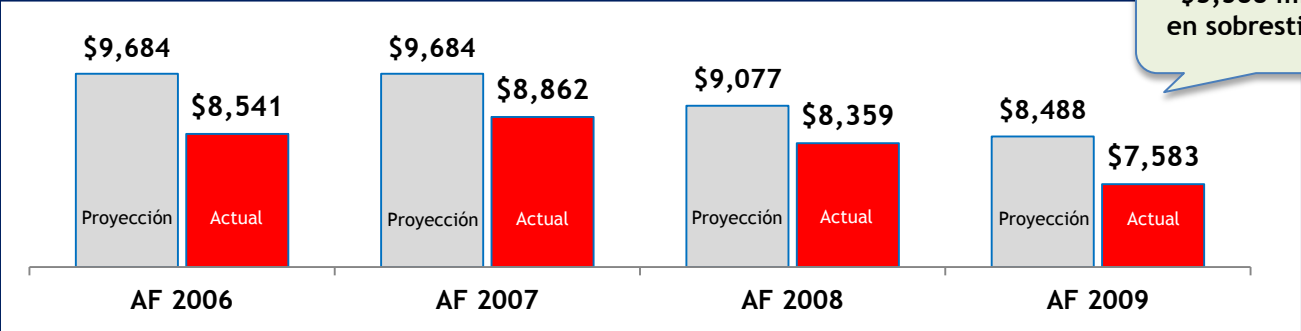 en
$9,684
$9,684
$9,077
$8,862
$8,541
$8,488
$8,359
$7,583
Proyección
Actual
Proyección
Actual
Proyección
Actual
Proyección
Actual
AF 2006
AF 2007
AF 2008
AF 2009